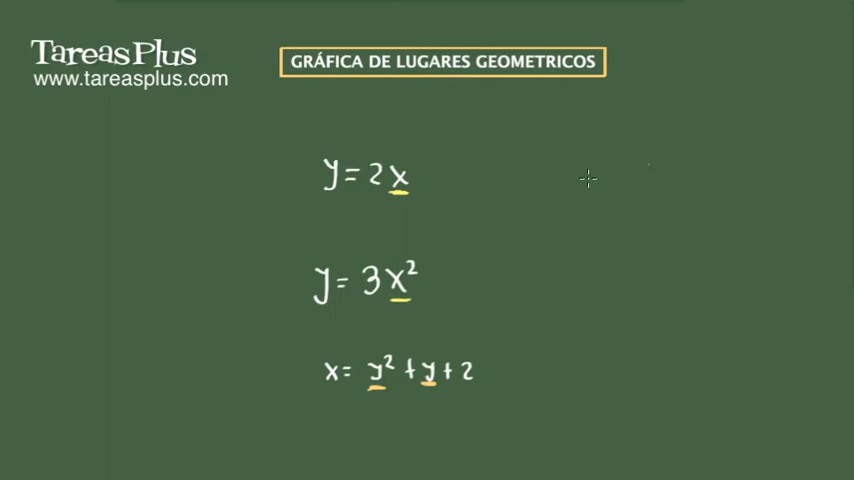 TareasPlus
www.tareasplus.com
GRÁFICA DE LUGARES GEOMETRICOS
y = 2x
y = 3x²
x = y² + y + 2